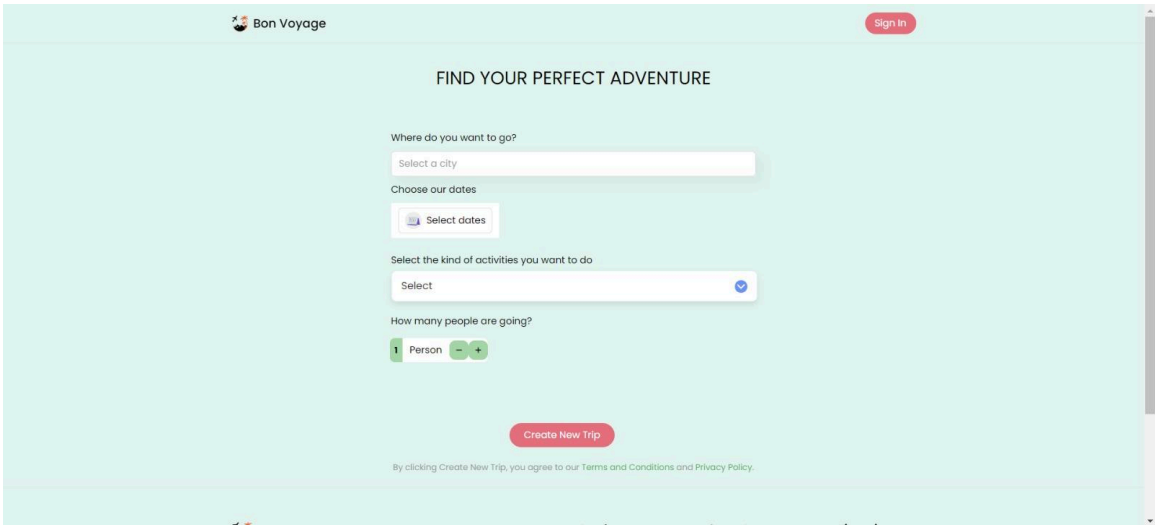 Bon Voyage
Sign In
FIND YOUR PERFECT ADVENTURE
Where do you want to go?
Select a city
Choose our dates
Select dates
Select the kind of activities you want to do
Select
How many people are going?
1 Person - +
Create New Trip
By clicking Create New Trip, you agree to our Terms and Conditions and Privacy Policy.